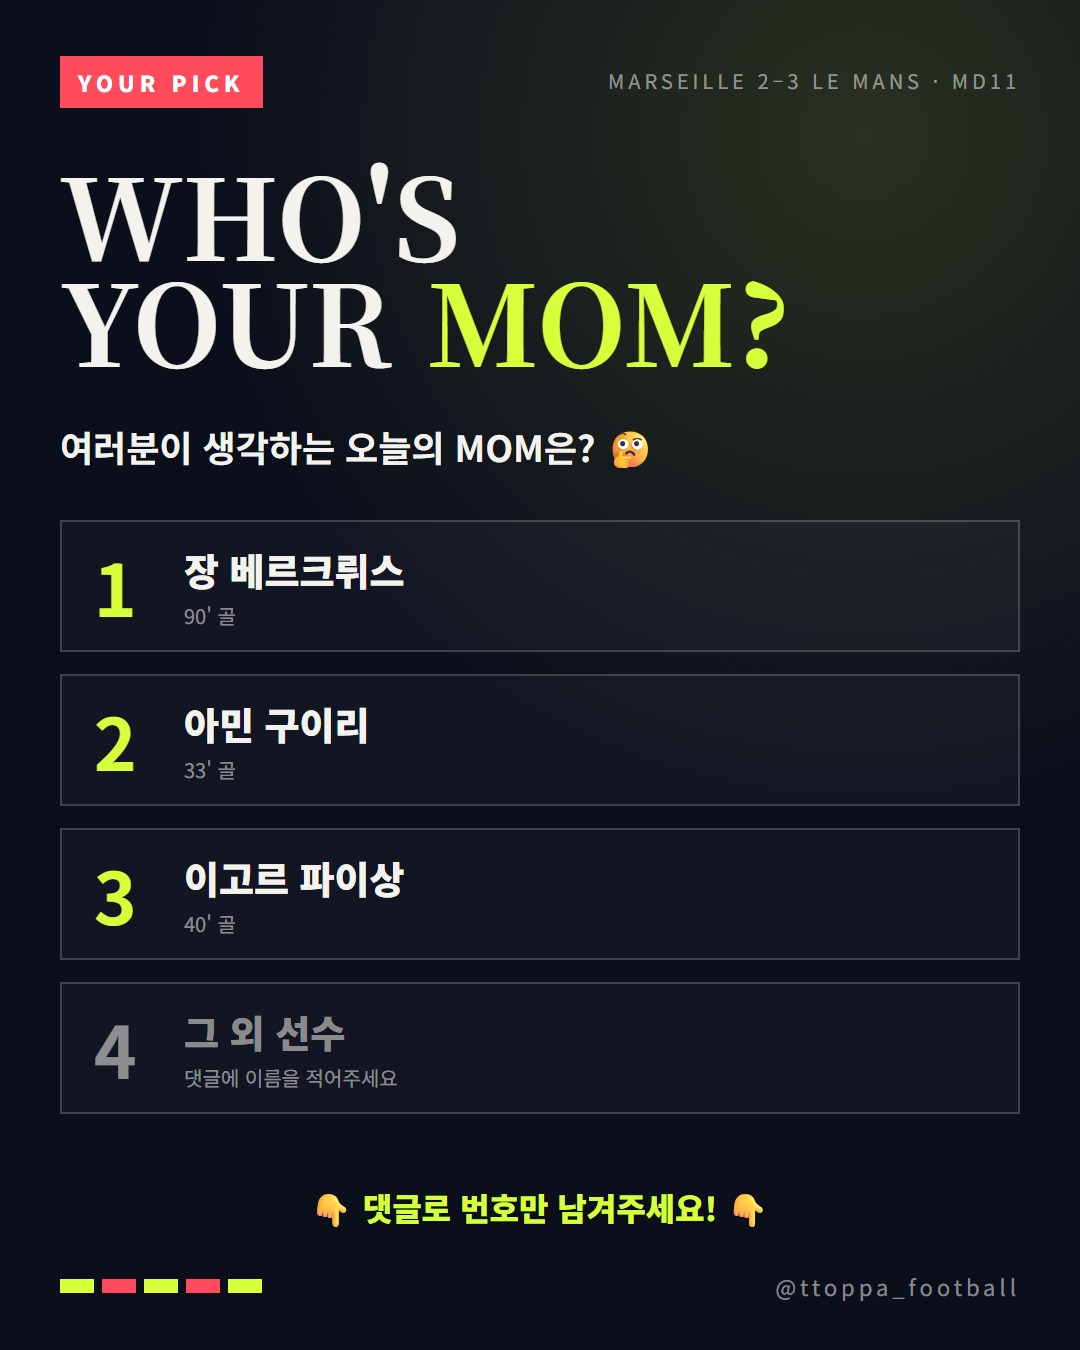 YOUR PICK
MARSEILLE 2–3 LE MANS · MD11
WHO'S
YOUR MOM?
여러분이 생각하는 오늘의 MOM은? 🤔
1
장 베르크뤼스
90' 골
2
아민 구이리
33' 골
3
이고르 파이상
40' 골
4
그 외 선수
댓글에 이름을 적어주세요
👇 댓글로 번호만 남겨주세요! 👇
@ttoppa_football